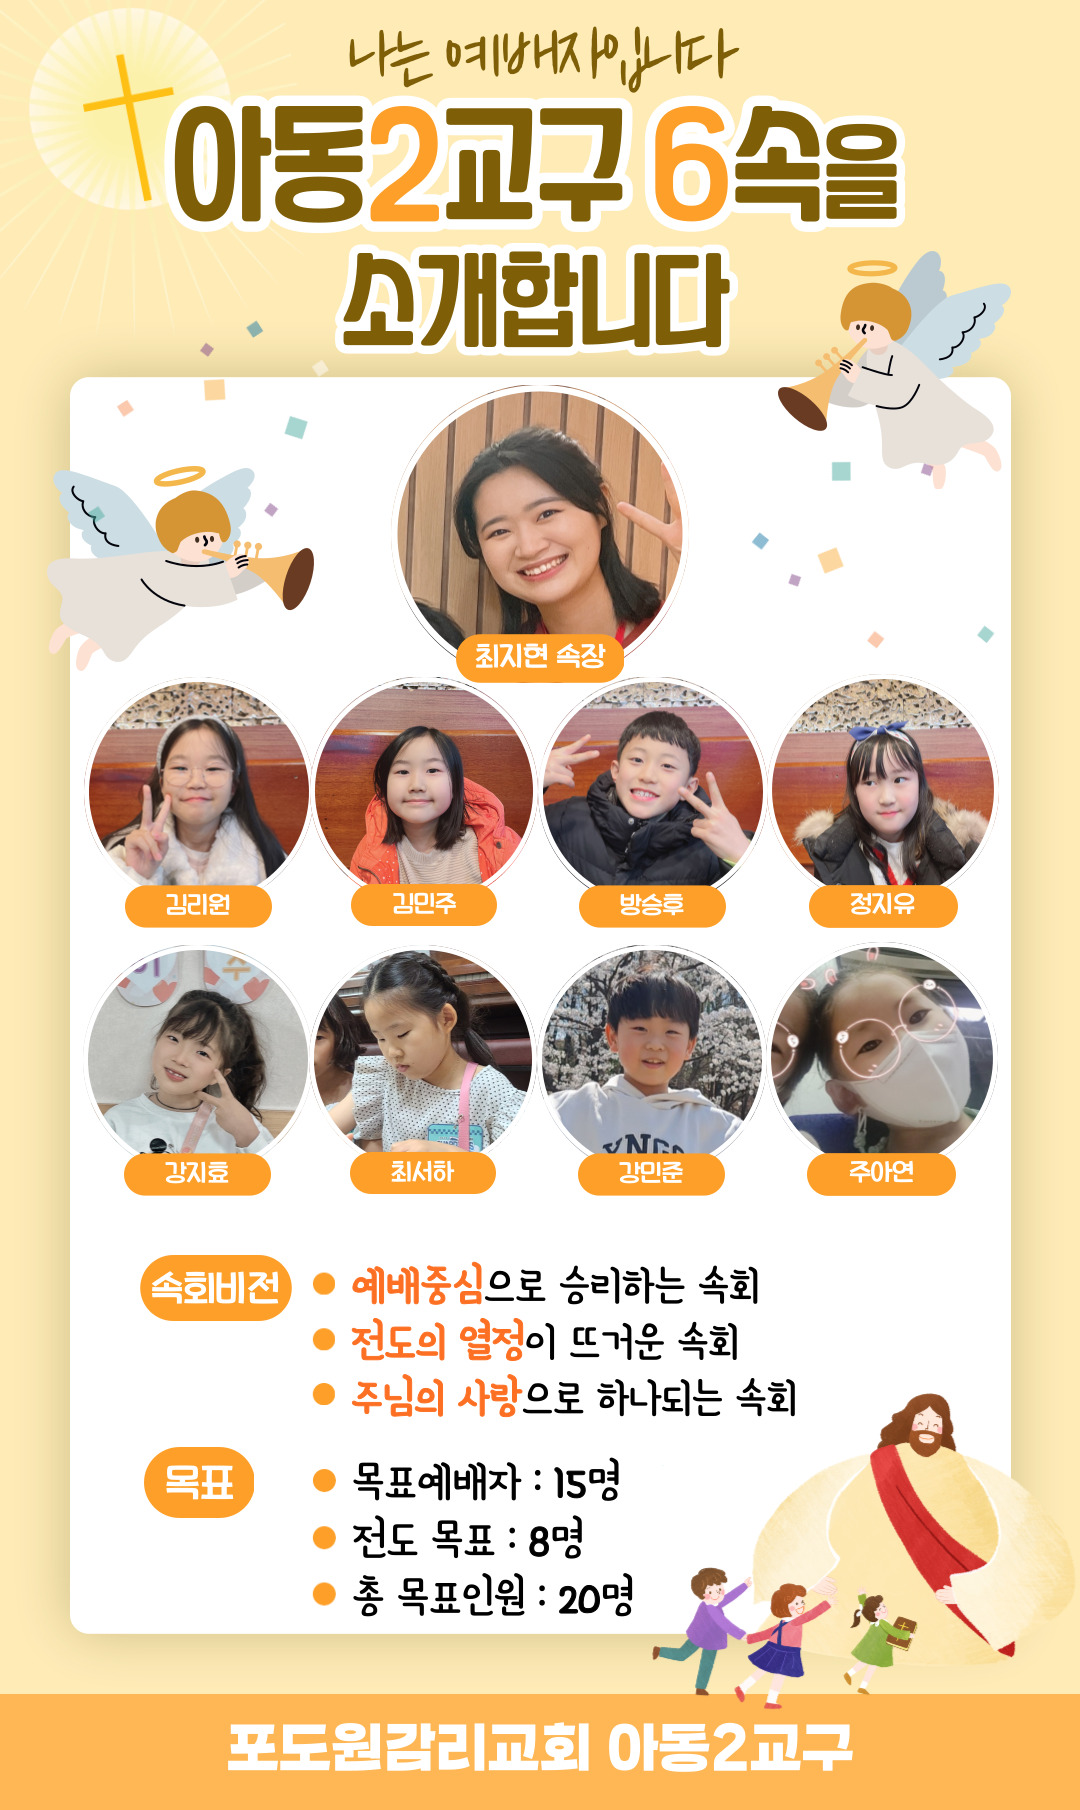 나는 예배자입니다
아동2교구 6속을
소개합니다
최지현 속장
김리원
김민주
방승후
정지유
강지효
최서하
강민준
주아연
속회비전
예배중심으로 승리하는 속회
전도의 열정이 뜨거운 속회
주님의 사랑으로 하나되는 속회
목표
목표예배자 : 15명
전도 목표 : 8명
총 목표인원 : 20명
포도원감리교회 아동2교구